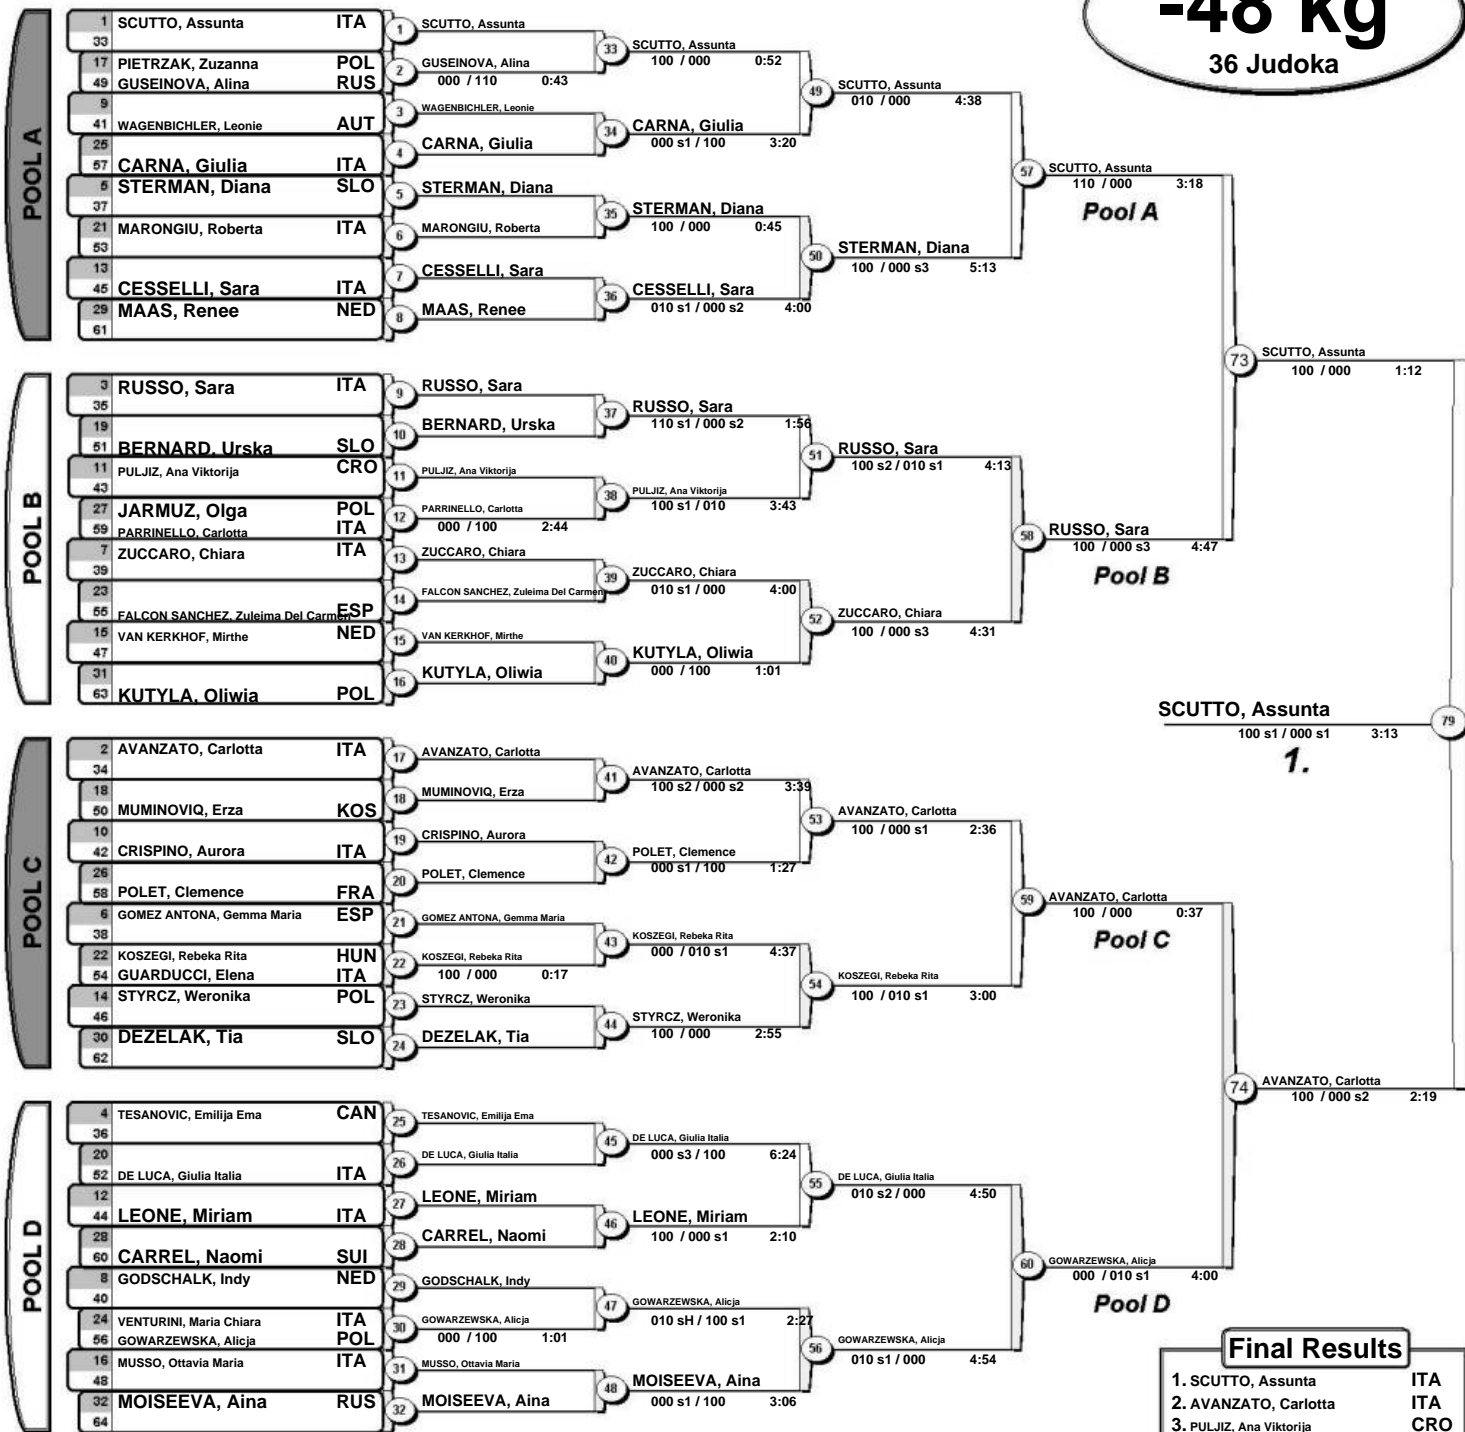 -48 kg
36 Judoka
POOL A
1 SCUTTO, Assunta ITA
33
17 PIETRZAK, Zuzanna POL
49 GUSEINOVA, Alina RUS
9
41 WAGENBICHLER, Leonie AUT
25
57 CARNA, Giulia ITA
5 STERMAN, Diana SLO
37
21 MARONGIU, Roberta ITA
53
13
45 CESSELLI, Sara ITA
29 MAAS, Renee NED
61
1 SCUTTO, Assunta
2 GUSEINOVA, Alina
000 / 110 0:43
3 WAGENBICHLER, Leonie
4 CARNA, Giulia
5 STERMAN, Diana
6 MARONGIU, Roberta
7 CESSELLI, Sara
8 MAAS, Renee
33 SCUTTO, Assunta
100 / 000 0:52
34 CARNA, Giulia
000 s1 / 100 3:20
35 STERMAN, Diana
100 / 000 0:45
36 CESSELLI, Sara
010 s1 / 000 s2 4:00
49 SCUTTO, Assunta
010 / 000 4:38
50 STERMAN, Diana
100 / 000 s3 5:13
57 SCUTTO, Assunta
110 / 000 3:18
Pool A
POOL B
3 RUSSO, Sara ITA
35
19
51 BERNARD, Urska SLO
11 PULJIZ, Ana Viktorija CRO
43
27 JARMUZ, Olga POL
59 PARRINELLO, Carlotta ITA
7 ZUCCARO, Chiara ITA
39
23
55 FALCON SANCHEZ, Zuleima Del Carmen ESP
15 VAN KERKHOF, Mirthe NED
47
31
63 KUTYLA, Oliwia POL
9 RUSSO, Sara
10 BERNARD, Urska
11 PULJIZ, Ana Viktorija
12 PARRINELLO, Carlotta
000 / 100 2:44
13 ZUCCARO, Chiara
14 FALCON SANCHEZ, Zuleima Del Carmen
15 VAN KERKHOF, Mirthe
16 KUTYLA, Oliwia
37 RUSSO, Sara
110 s1 / 000 s2 1:56
38 PULJIZ, Ana Viktorija
100 s1 / 010 3:43
39 ZUCCARO, Chiara
010 s1 / 000 4:00
40 KUTYLA, Oliwia
000 / 100 1:01
51 RUSSO, Sara
100 s2 / 010 s1 4:13
52 ZUCCARO, Chiara
100 / 000 s3 4:31
58 RUSSO, Sara
100 / 000 s3 4:47
Pool B
73 SCUTTO, Assunta
100 / 000 1:12
SCUTTO, Assunta 79
100 s1 / 000 s1 3:13
1.
POOL C
2 AVANZATO, Carlotta ITA
34
18
50 MUMINOVIQ, Erza KOS
10
42 CRISPINO, Aurora ITA
26
58 POLET, Clemence FRA
6 GOMEZ ANTONA, Gemma Maria ESP
38
22 KOSZEGI, Rebeka Rita HUN
54 GUARDUCCI, Elena ITA
14 STYRCZ, Weronika POL
46
30 DEZELAK, Tia SLO
62
17 AVANZATO, Carlotta
18 MUMINOVIQ, Erza
19 CRISPINO, Aurora
20 POLET, Clemence
21 GOMEZ ANTONA, Gemma Maria
22 KOSZEGI, Rebeka Rita
100 / 000 0:17
23 STYRCZ, Weronika
24 DEZELAK, Tia
41 AVANZATO, Carlotta
100 s2 / 000 s2 3:39
42 POLET, Clemence
000 s1 / 100 1:27
43 KOSZEGI, Rebeka Rita
000 / 010 s1 4:37
44 STYRCZ, Weronika
100 / 000 2:55
53 AVANZATO, Carlotta
100 / 000 s1 2:36
54 KOSZEGI, Rebeka Rita
100 / 010 s1 3:00
59 AVANZATO, Carlotta
100 / 000 0:37
Pool C
POOL D
4 TESANOVIC, Emilija Ema CAN
36
20
52 DE LUCA, Giulia Italia ITA
12
44 LEONE, Miriam ITA
28
60 CARREL, Naomi SUI
8 GODSCHALK, Indy NED
40
24 VENTURINI, Maria Chiara ITA
56 GOWARZEWSKA, Alicja POL
16 MUSSO, Ottavia Maria ITA
48
32 MOISEEVA, Aina RUS
64
25 TESANOVIC, Emilija Ema
26 DE LUCA, Giulia Italia
27 LEONE, Miriam
28 CARREL, Naomi
29 GODSCHALK, Indy
30 GOWARZEWSKA, Alicja
000 / 100 1:01
31 MUSSO, Ottavia Maria
32 MOISEEVA, Aina
45 DE LUCA, Giulia Italia
000 s3 / 100 6:24
46 LEONE, Miriam
100 / 000 s1 2:10
47 GOWARZEWSKA, Alicja
010 sH / 100 s1 2:27
48 MOISEEVA, Aina
000 s1 / 100 3:06
55 DE LUCA, Giulia Italia
010 s2 / 000 4:50
56 GOWARZEWSKA, Alicja
010 s1 / 000 4:54
60 GOWARZEWSKA, Alicja
000 / 010 s1 4:00
Pool D
74 AVANZATO, Carlotta
100 / 000 s2 2:19
Final Results
1. SCUTTO, Assunta ITA
2. AVANZATO, Carlotta ITA
3. PULJIZ, Ana Viktorija CRO